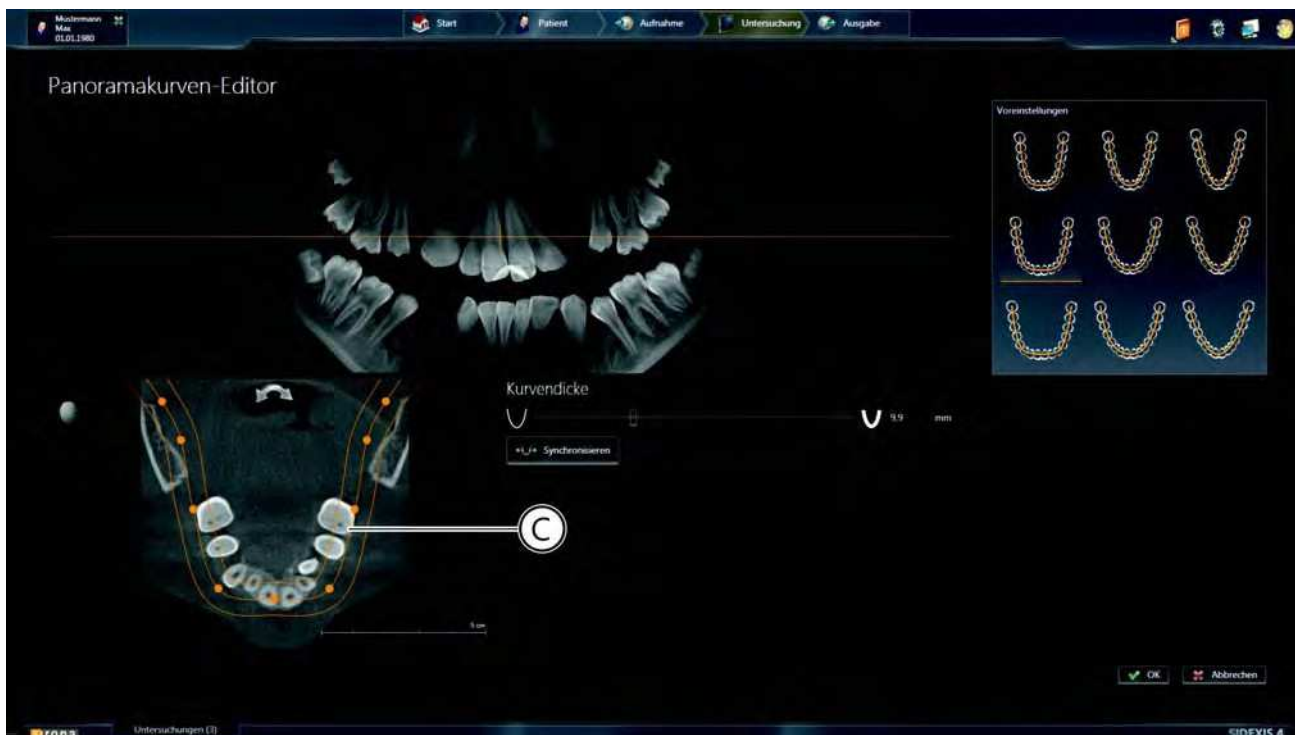 Mustermann
Max
01.01.1980
Start
Patient
Aufnahme
Untersuchung
Ausgabe
Panoramakurven-Editor
Voreinstellungen
Kurvendicke
9.9 mm
Synchronisieren
C
5 cm
OK
Abbrechen
Untersuchungen (3)
SIDEXIS 4